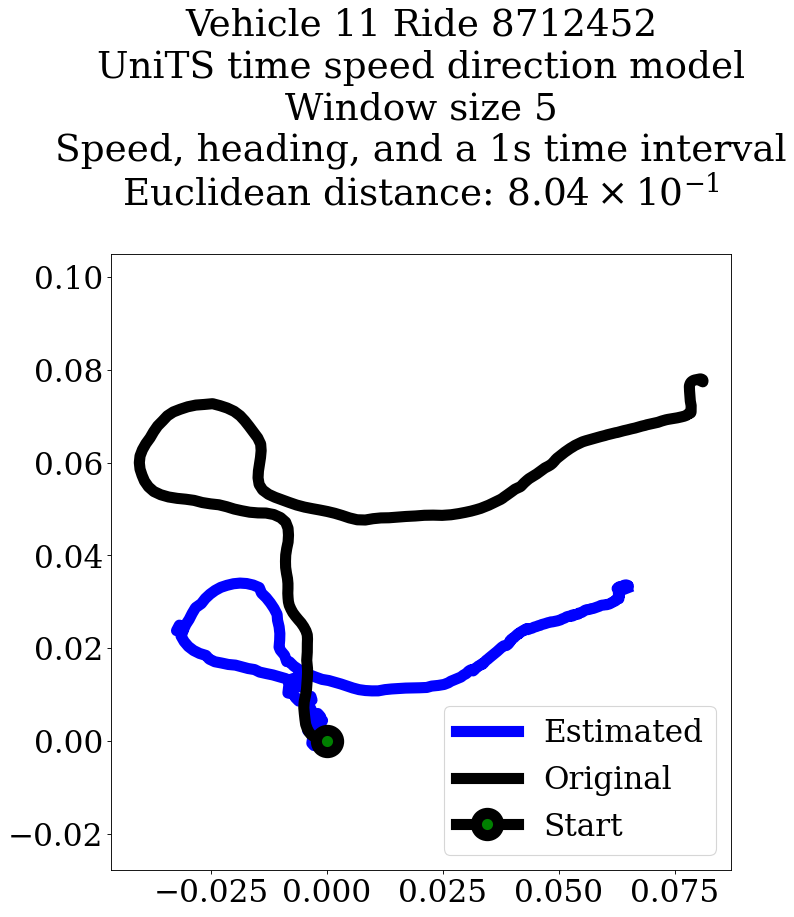 Vehicle 11 Ride 8712452
UniTS time speed direction model
Window size 5
Speed, heading, and a 1s time interval
Euclidean distance: 8.04 × 10⁻¹
0.10
0.08
0.06
0.04
0.02
0.00
−0.02
Estimated
Original
Start
−0.025 0.000 0.025 0.050 0.075